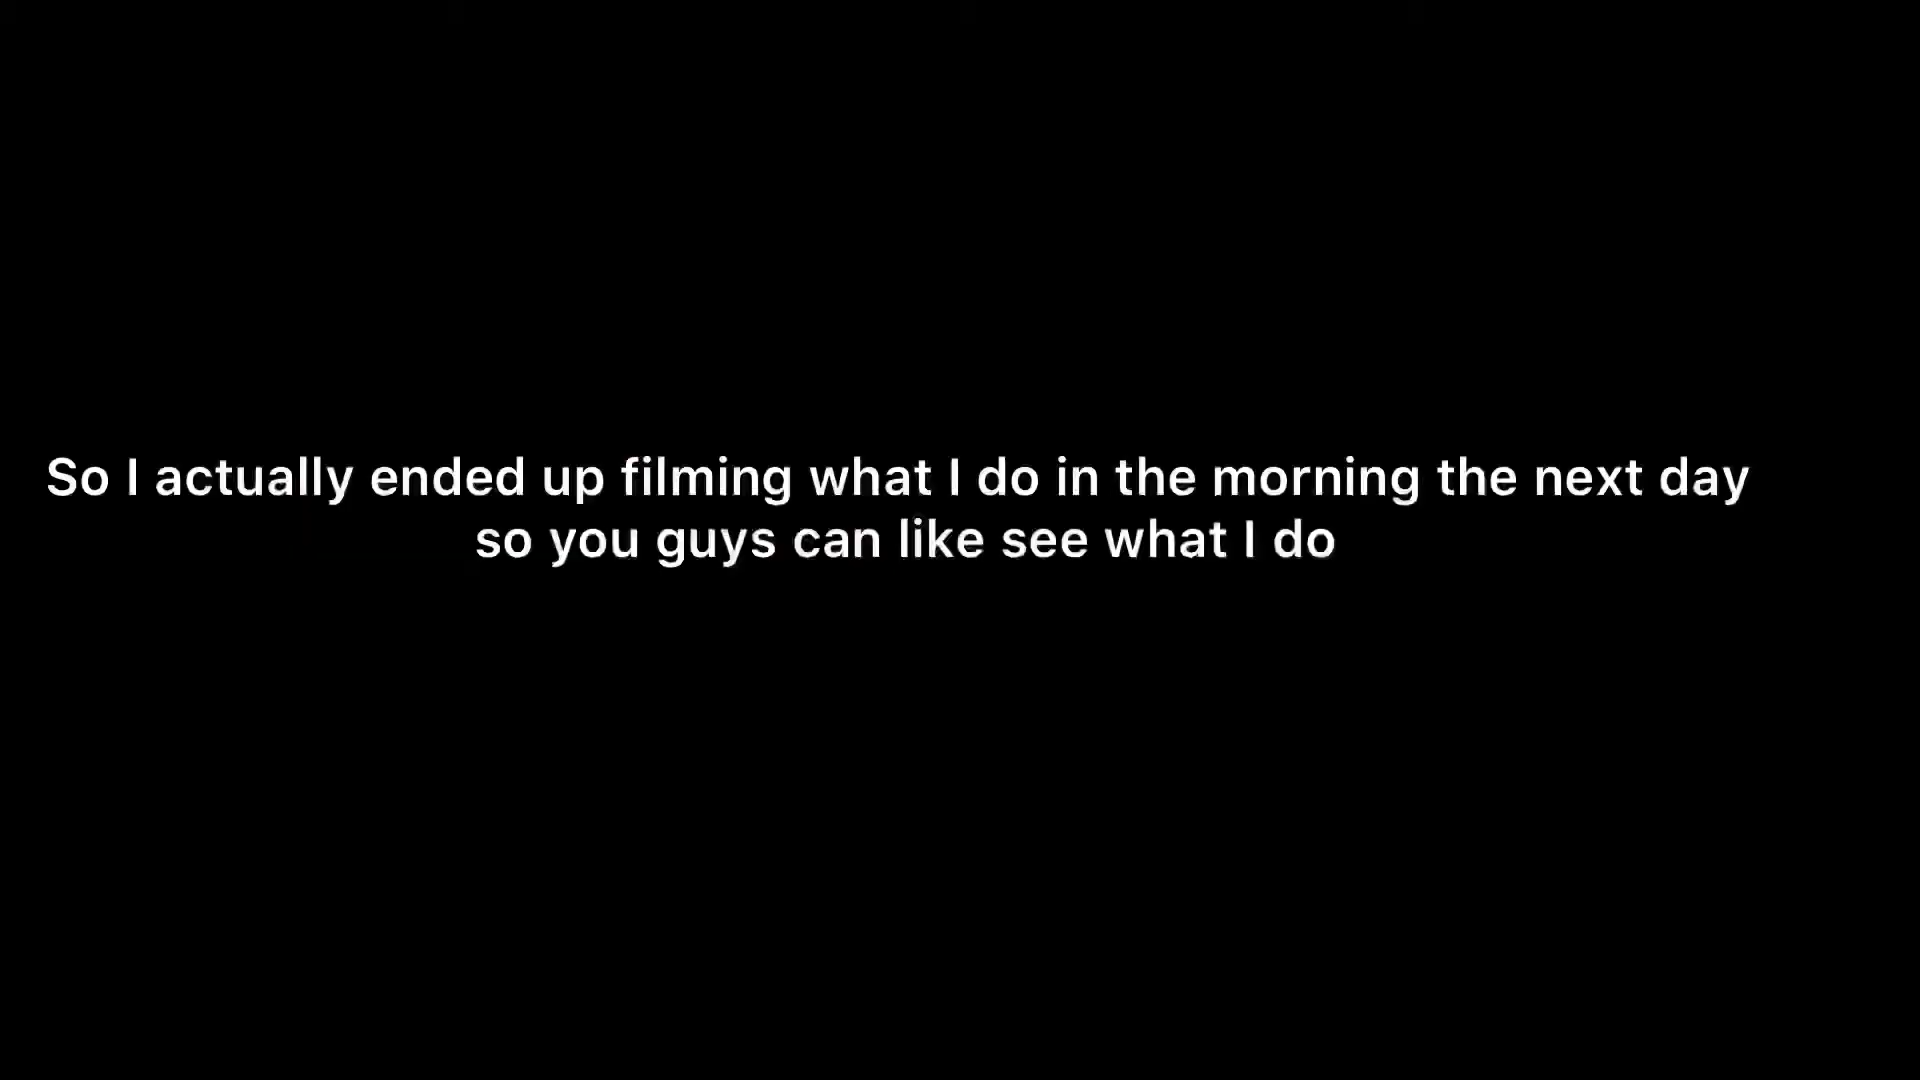 So I actually ended up filming what I do in the morning the next day
so you guys can like see what I do